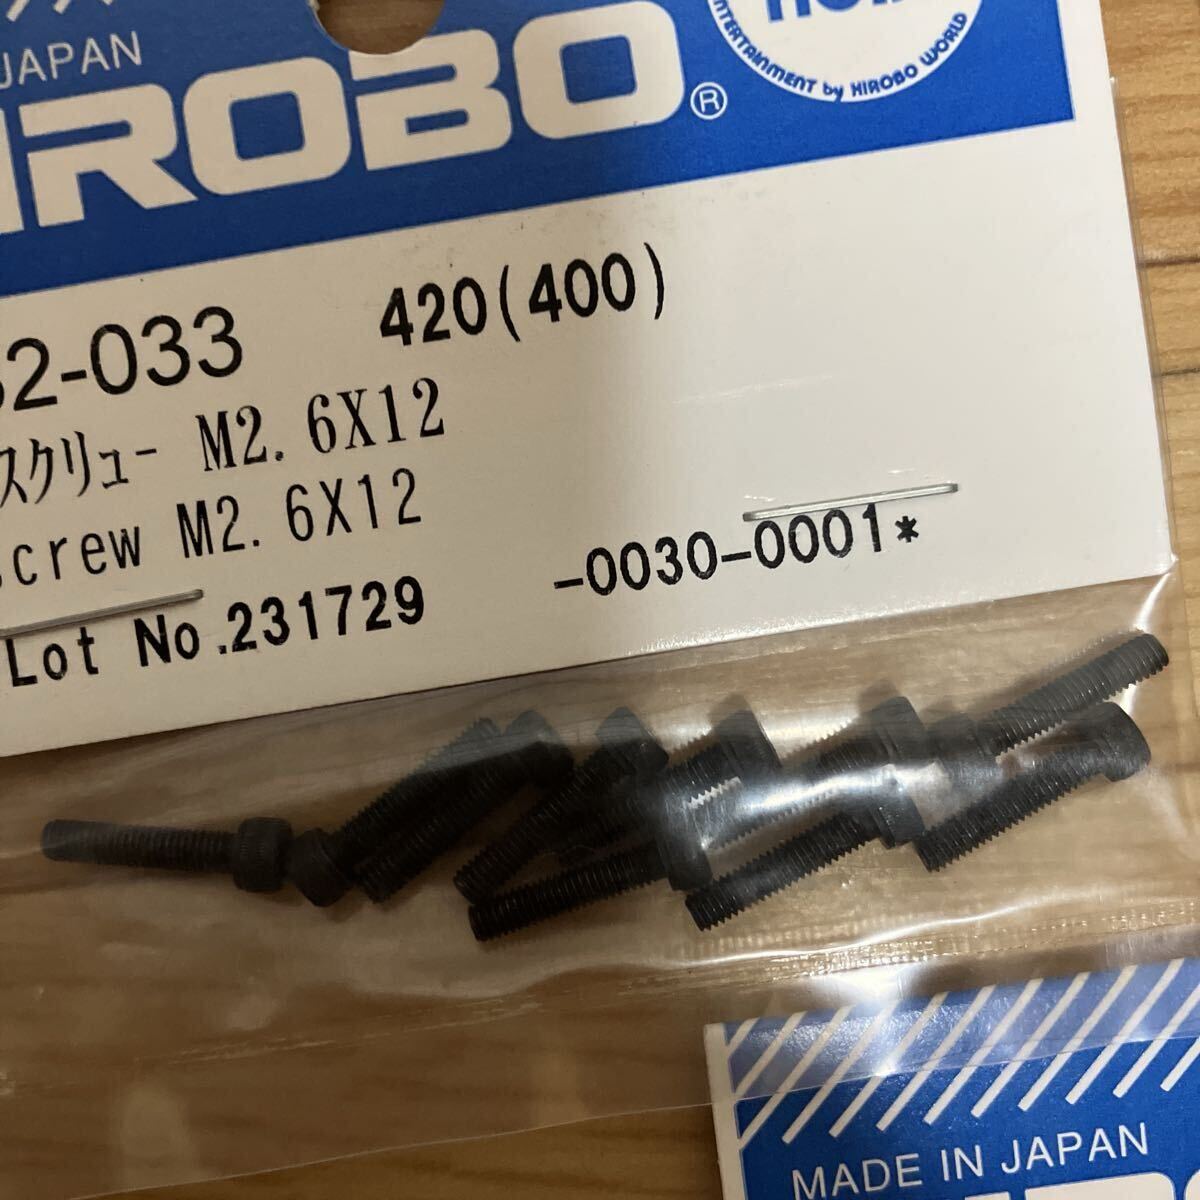 JAPAN
IROBO®
ENTERTAINMENT by HIROBO WORLD
2-033 420(400)
スクリュー M2. 6X12
crew M2. 6X12
Lot No.231729 -0030-0001*
MADE IN JAPAN